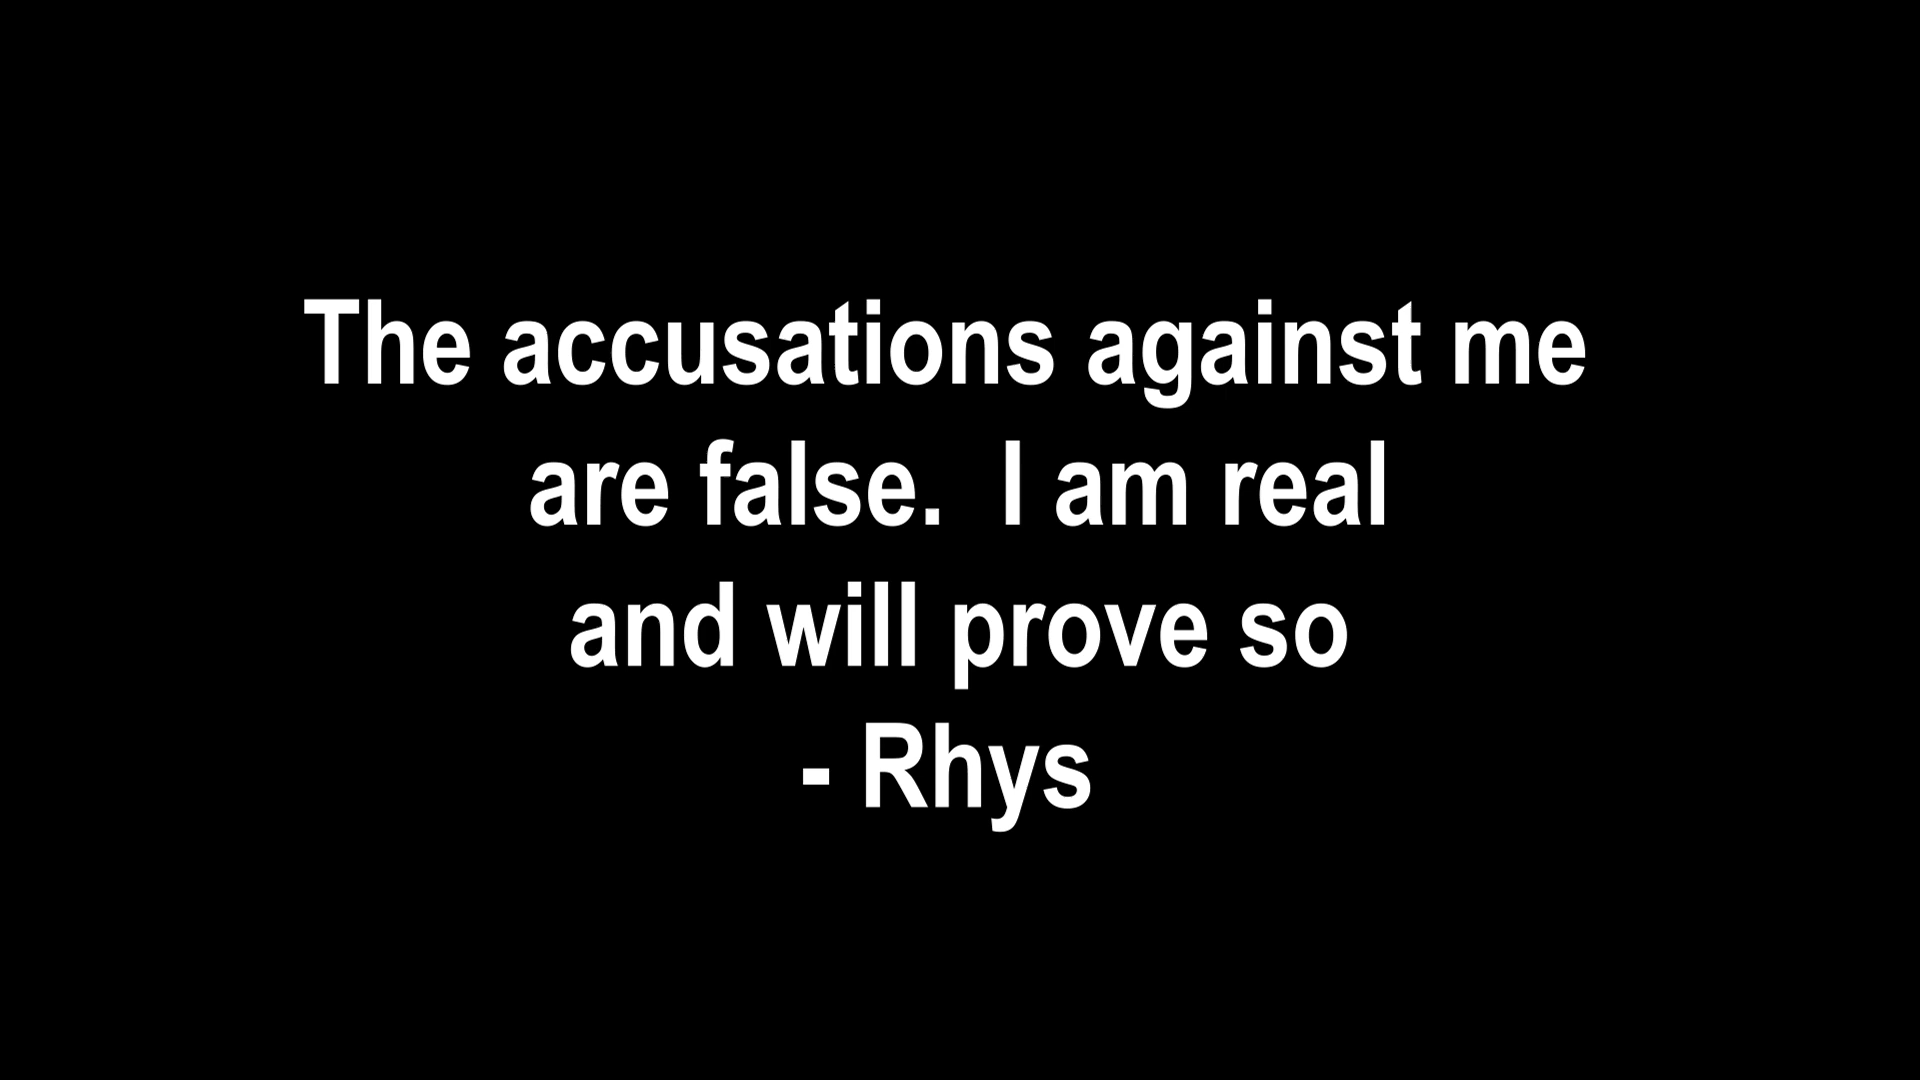 The accusations against me
are false.  I am real
and will prove so
- Rhys